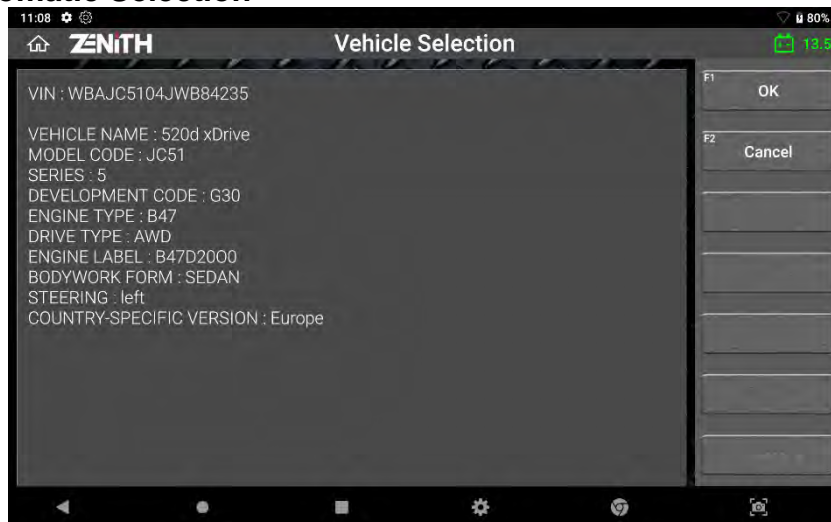 11:08 80%
ZENITH Vehicle Selection 13.5
VIN : WBAJC5104JWB84235
VEHICLE NAME : 520d xDrive
MODEL CODE : JC51
SERIES : 5
DEVELOPMENT CODE : G30
ENGINE TYPE : B47
DRIVE TYPE : AWD
ENGINE LABEL : B47D2000
BODYWORK FORM : SEDAN
STEERING : left
COUNTRY-SPECIFIC VERSION : Europe
F1 OK
F2 Cancel